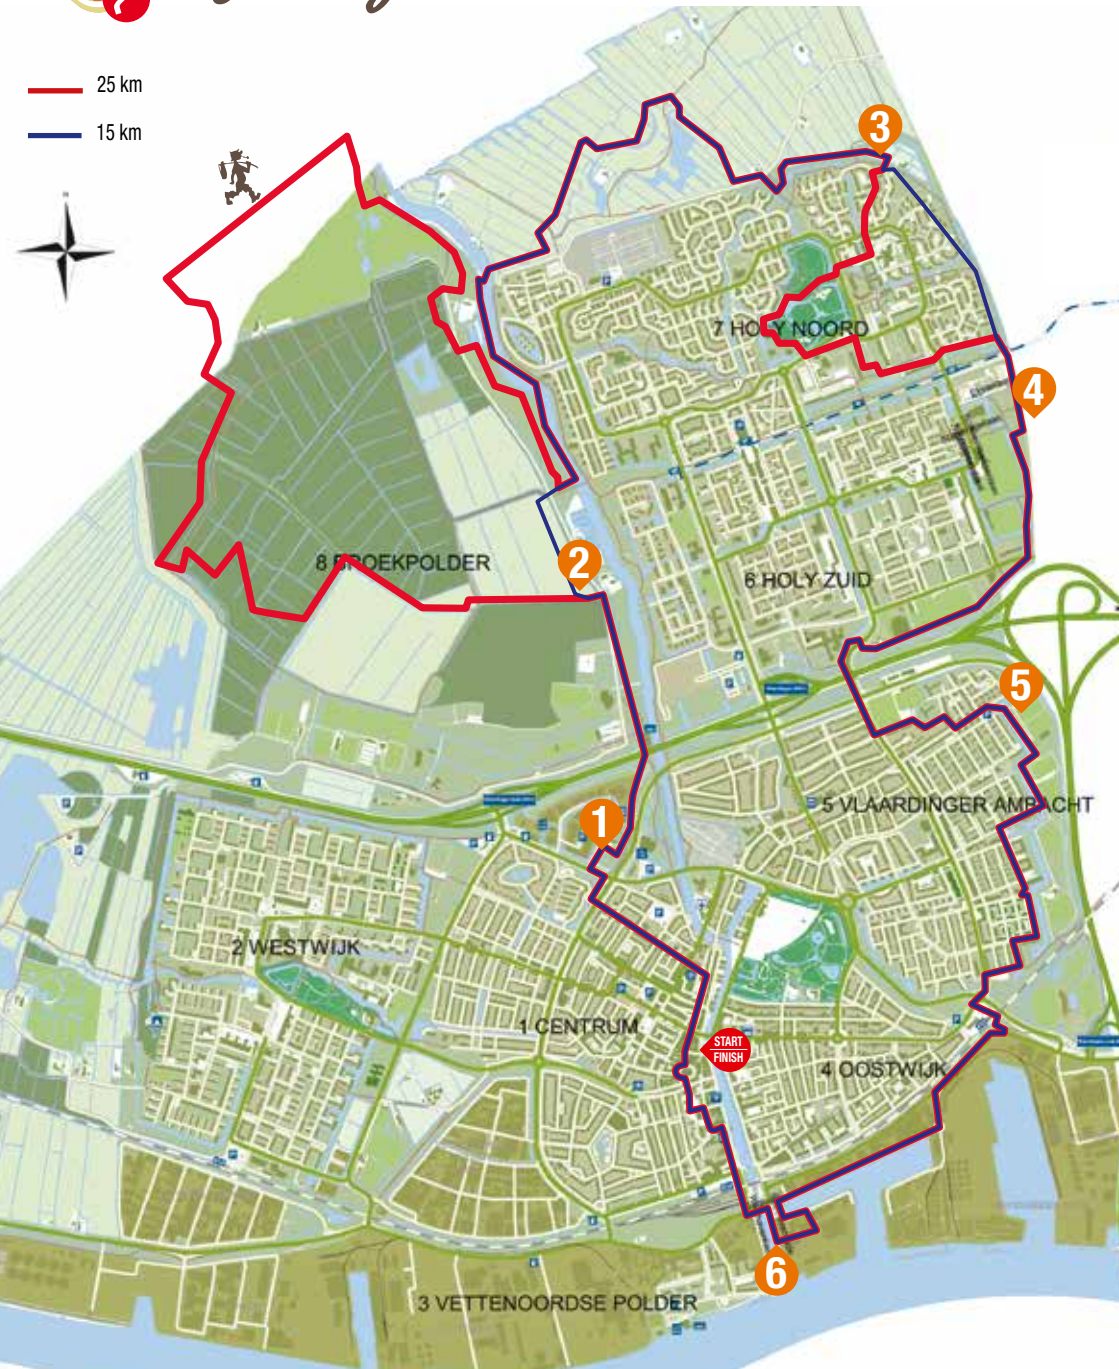 25 km
15 km
3
7 HOLY NOORD
4
8 BROEKPOLDER
2
6 HOLY ZUID
5
1
5 VLAARDINGER AMBACHT
2 WESTWIJK
1 CENTRUM
START
FINISH
4 OOSTWIJK
6
3 VETTENOORDSE POLDER